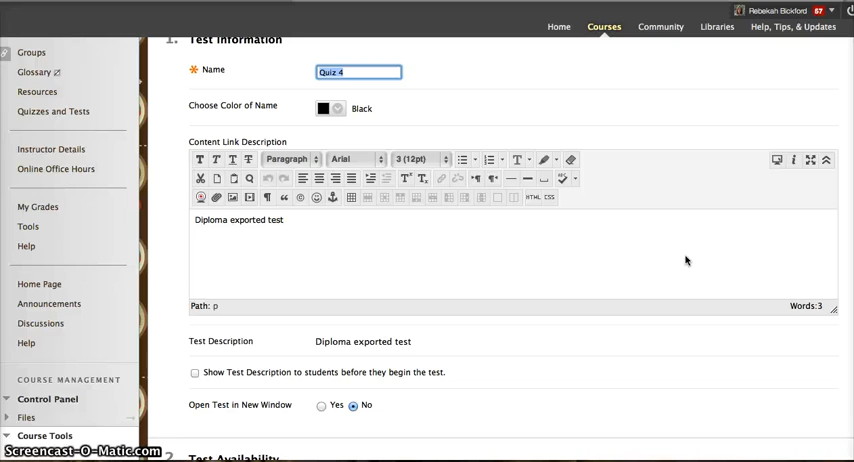 Rebekah Bickford 57
Home Courses Community Libraries Help, Tips, & Updates
Groups
Glossary
Resources
Quizzes and Tests
Instructor Details
Online Office Hours
My Grades
Tools
Help
Home Page
Announcements
Discussions
Help
COURSE MANAGEMENT
Control Panel
Files
Course Tools
1. Test Information
Name Quiz 4
Choose Color of Name Black
Content Link Description
T T T T Paragraph Arial 3 (12pt) T
HTML CSS
Diploma exported test
Path: p Words:3
Test Description Diploma exported test
Show Test Description to students before they begin the test.
Open Test in New Window Yes No
2. Test Availability
Screencast-O-Matic.com